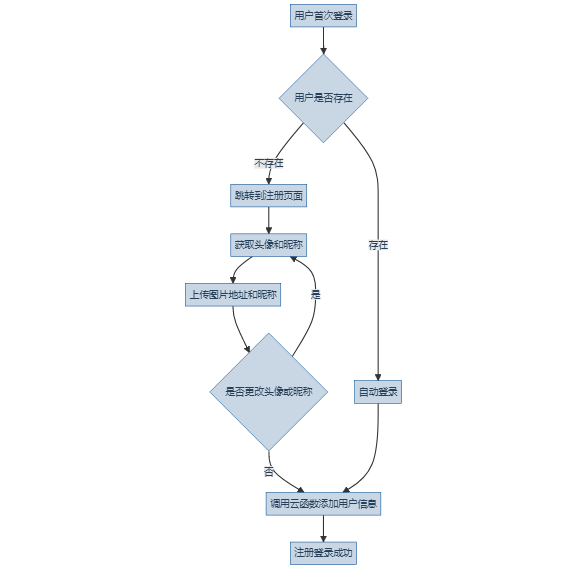 用户首次登录
用户是否存在
不存在
跳转到注册页面
获取头像和昵称
存在
上传图片地址和昵称
是
是否更改头像或昵称
自动登录
否
调用云函数添加用户信息
注册登录成功